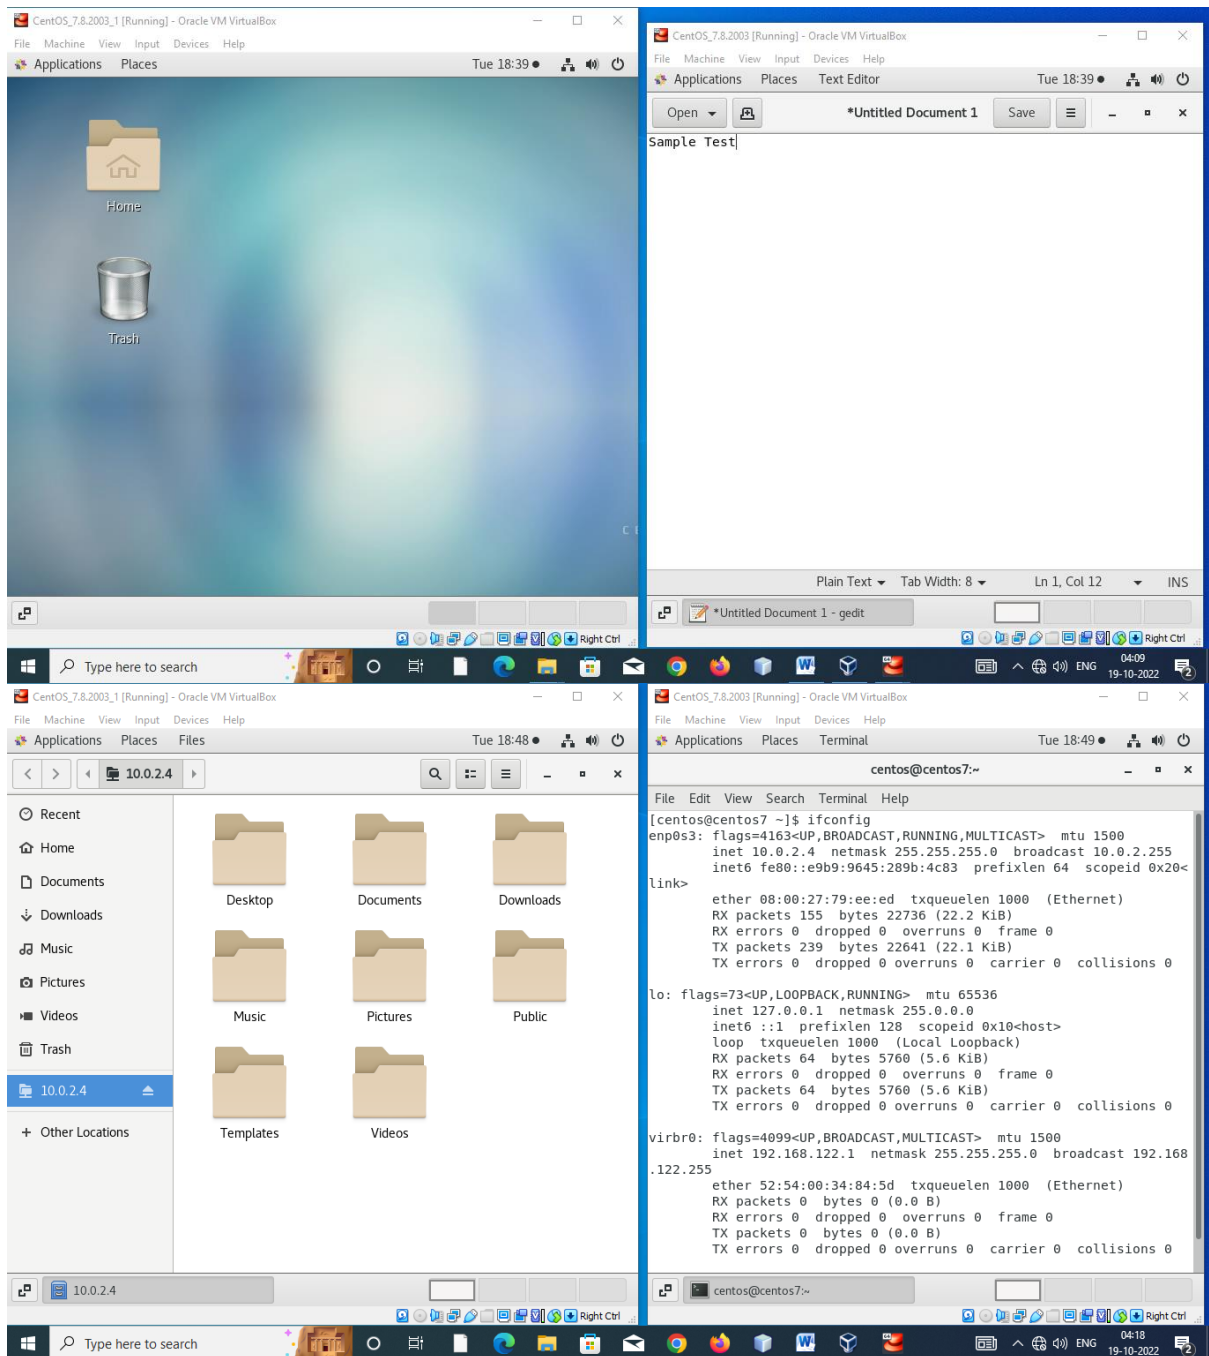 CentOS_7.8.2003_1 [Running] - Oracle VM VirtualBox
File Machine View Input Devices Help
Applications Places Tue 18:39
Home
Trash
C E
Right Ctrl
CentOS_7.8.2003 [Running] - Oracle VM VirtualBox
File Machine View Input Devices Help
Applications Places Text Editor Tue 18:39
Open *Untitled Document 1 Save
Sample Test
Plain Text Tab Width: 8 Ln 1, Col 12 INS
*Untitled Document 1 - gedit
Right Ctrl
Type here to search ENG 04:09
19-10-2022 2
CentOS_7.8.2003_1 [Running] - Oracle VM VirtualBox
File Machine View Input Devices Help
Applications Places Files Tue 18:48
10.0.2.4
Recent
Home
Documents
Downloads
Music
Pictures
Videos
Trash
10.0.2.4
+ Other Locations
Desktop Documents Downloads
Music Pictures Public
Templates Videos
10.0.2.4
Right Ctrl
CentOS_7.8.2003 [Running] - Oracle VM VirtualBox
File Machine View Input Devices Help
Applications Places Terminal Tue 18:49
centos@centos7:~
File Edit View Search Terminal Help
[centos@centos7 ~]$ ifconfig
enp0s3: flags=4163<UP,BROADCAST,RUNNING,MULTICAST> mtu 1500
inet 10.0.2.4 netmask 255.255.255.0 broadcast 10.0.2.255
inet6 fe80::e9b9:9645:289b:4c83 prefixlen 64 scopeid 0x20<
link>
ether 08:00:27:79:ee:ed txqueuelen 1000 (Ethernet)
RX packets 155 bytes 22736 (22.2 KiB)
RX errors 0 dropped 0 overruns 0 frame 0
TX packets 239 bytes 22641 (22.1 KiB)
TX errors 0 dropped 0 overruns 0 carrier 0 collisions 0
lo: flags=73<UP,LOOPBACK,RUNNING> mtu 65536
inet 127.0.0.1 netmask 255.0.0.0
inet6 ::1 prefixlen 128 scopeid 0x10<host>
loop txqueuelen 1000 (Local Loopback)
RX packets 64 bytes 5760 (5.6 KiB)
RX errors 0 dropped 0 overruns 0 frame 0
TX packets 64 bytes 5760 (5.6 KiB)
TX errors 0 dropped 0 overruns 0 carrier 0 collisions 0
virbr0: flags=4099<UP,BROADCAST,MULTICAST> mtu 1500
inet 192.168.122.1 netmask 255.255.255.0 broadcast 192.168
.122.255
ether 52:54:00:34:84:5d txqueuelen 1000 (Ethernet)
RX packets 0 bytes 0 (0.0 B)
RX errors 0 dropped 0 overruns 0 frame 0
TX packets 0 bytes 0 (0.0 B)
TX errors 0 dropped 0 overruns 0 carrier 0 collisions 0
centos@centos7:~
Right Ctrl
Type here to search ENG 04:18
19-10-2022 2